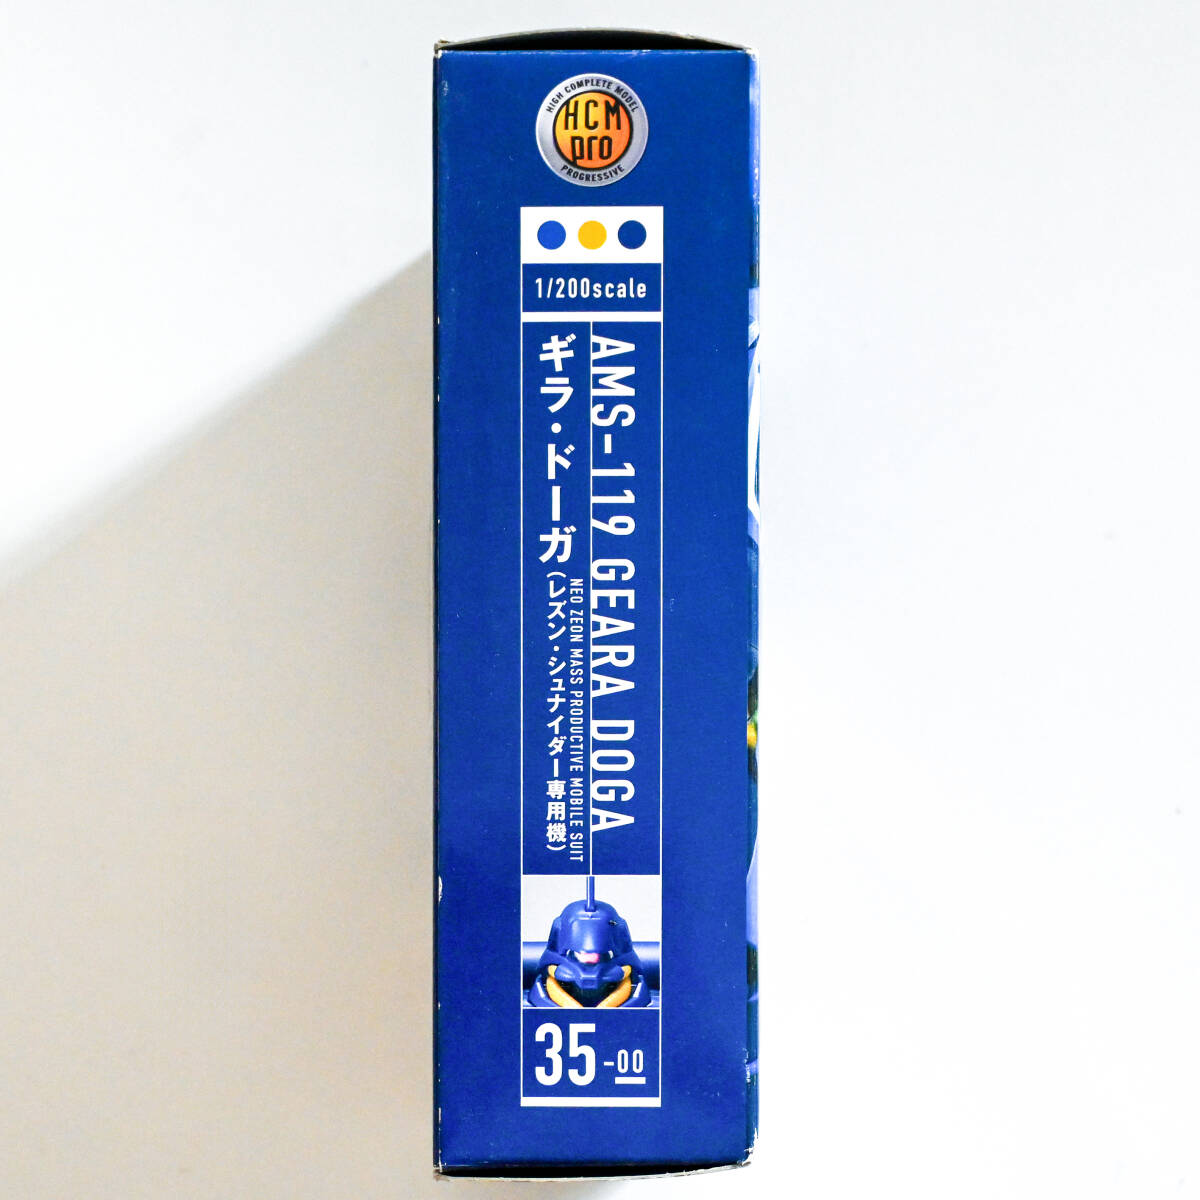 HIGH COMPLETE MODEL
HCM
pro
PROGRESSIVE
1/200scale
AMS-119 GEARA DOGA
NEO ZEON MASS PRODUCTIVE MOBILE SUIT
ギラ・ドーガ(レズン・シュナイダー専用機)
35-00